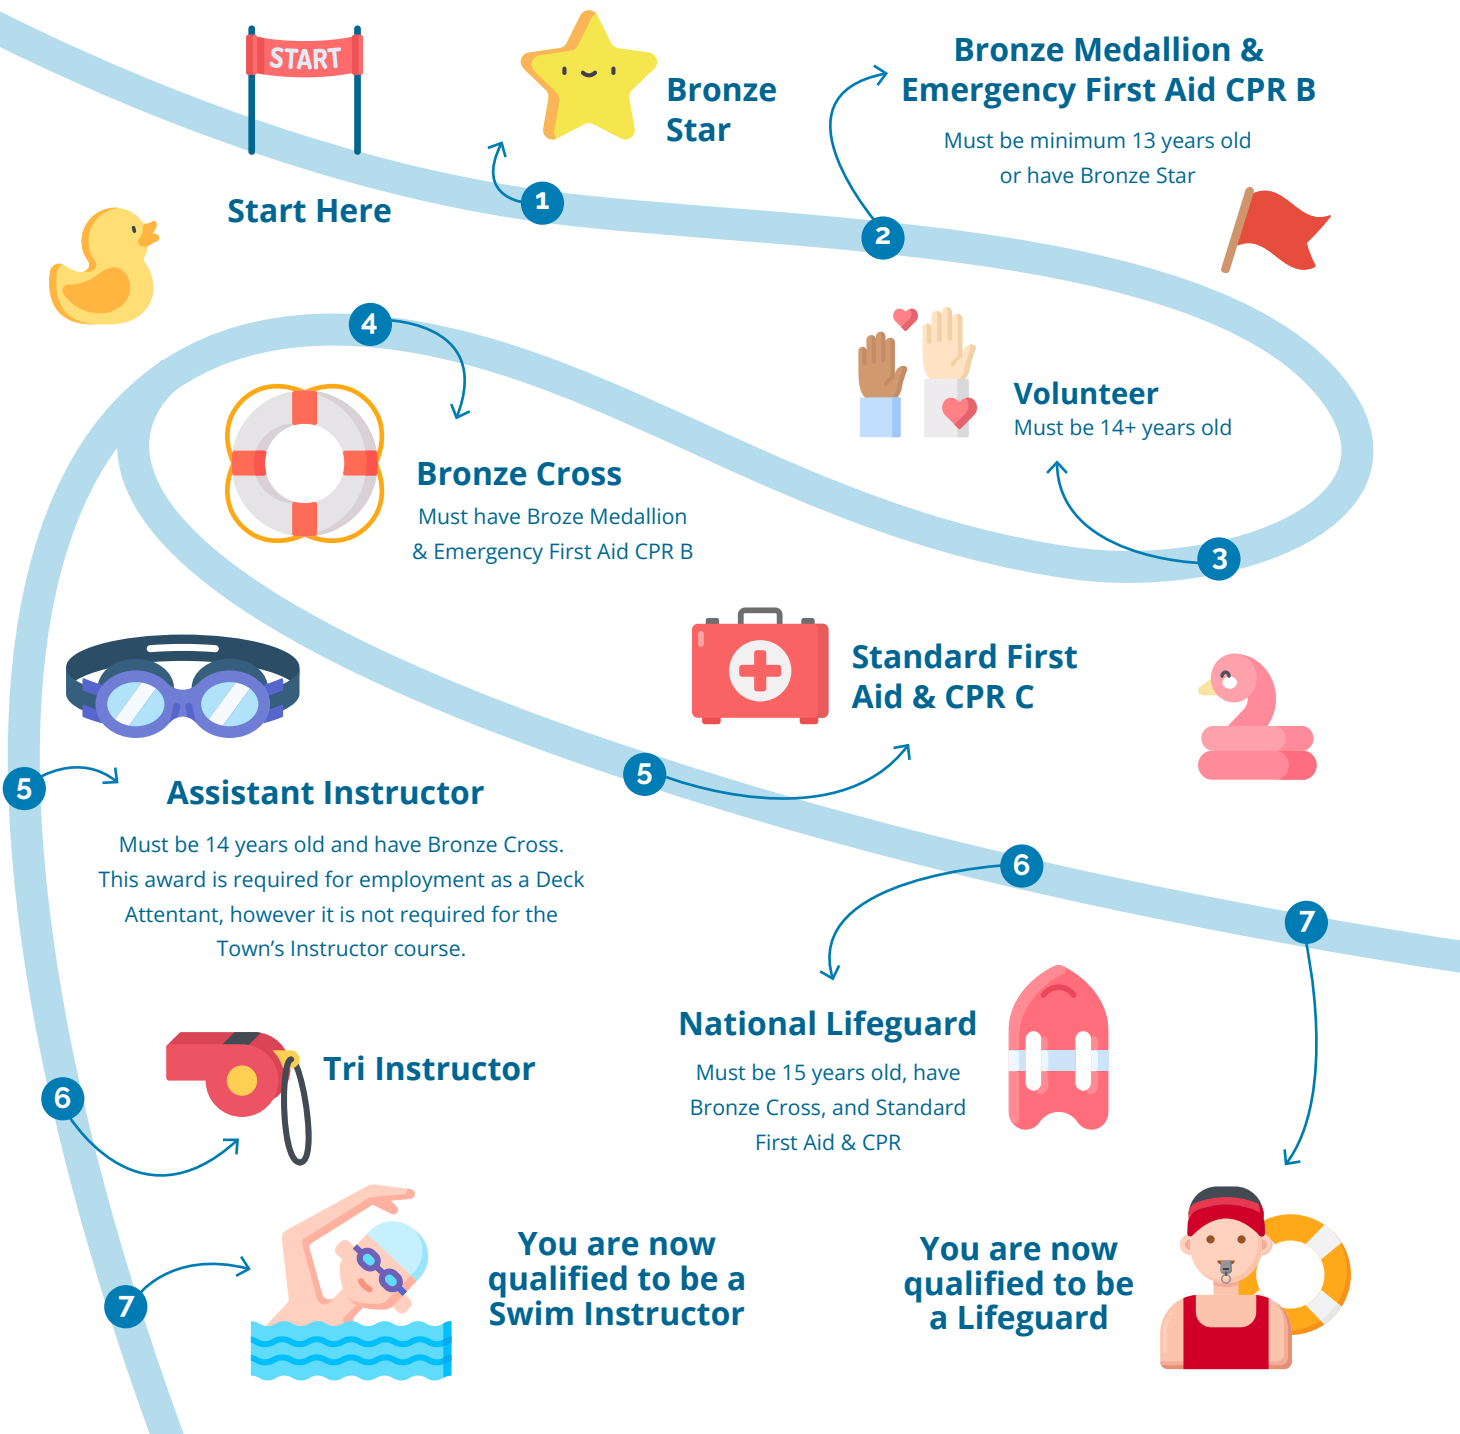 START
Start Here
1
Bronze
Star
2
Bronze Medallion &
Emergency First Aid CPR B
Must be minimum 13 years old
or have Bronze Star
3
Volunteer
Must be 14+ years old
4
Bronze Cross
Must have Broze Medallion
& Emergency First Aid CPR B
5
Assistant Instructor
Must be 14 years old and have Bronze Cross.
This award is required for employment as a Deck
Attentant, however it is not required for the
Town's Instructor course.
6
Tri Instructor
7
You are now
qualified to be a
Swim Instructor
5
Standard First
Aid & CPR C
6
National Lifeguard
Must be 15 years old, have
Bronze Cross, and Standard
First Aid & CPR
7
You are now
qualified to be
a Lifeguard